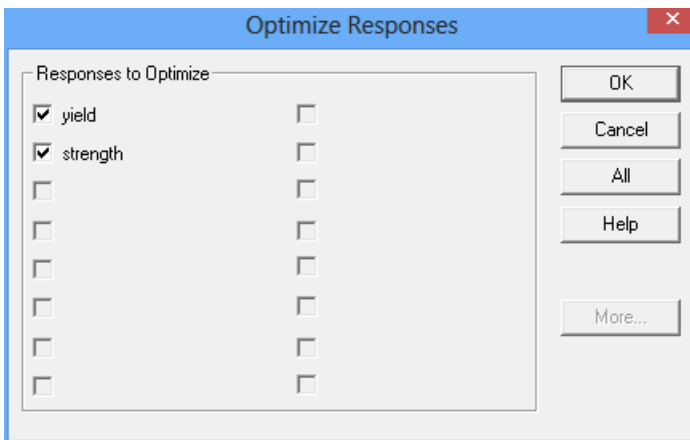 Optimize Responses
Responses to Optimize
yield
strength
OK
Cancel
All
Help
More...